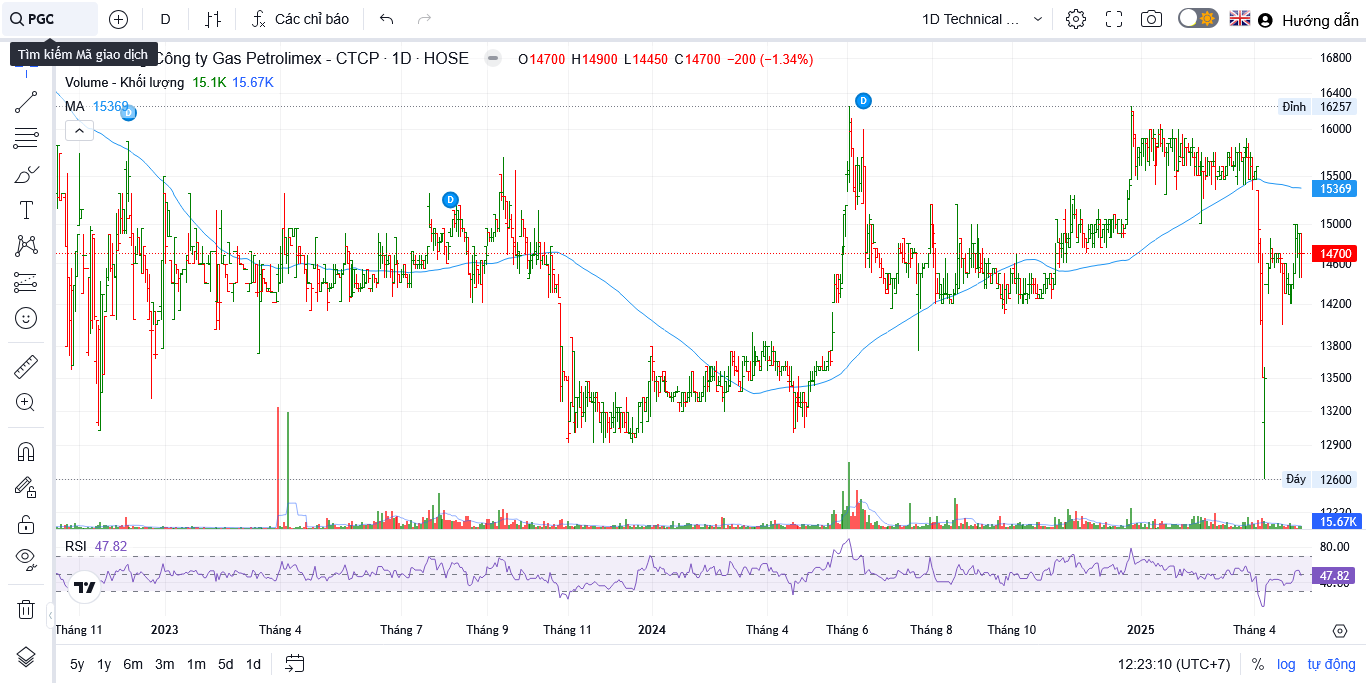 PGC D Các chỉ báo 1D Technical ... Hướng dẫn
Tìm kiếm Mã giao dịch
Công ty Gas Petrolimex - CTCP · 1D · HOSE O14700 H14900 L14450 C14700 −200 (−1.34%)
Volume - Khối lượng 15.1K 15.67K
MA 15369
D
D
D
16800
16400
Đỉnh 16257
16000
15500
15369
15000
14700
14600
14200
13800
13500
13200
12900
Đáy 12600
15.67K
RSI 47.82
80.00
47.82
Tháng 11 2023 Tháng 4 Tháng 7 Tháng 9 Tháng 11 2024 Tháng 4 Tháng 6 Tháng 8 Tháng 10 2025 Tháng 4
5y 1y 6m 3m 1m 5d 1d 12:23:10 (UTC+7) % log tự động